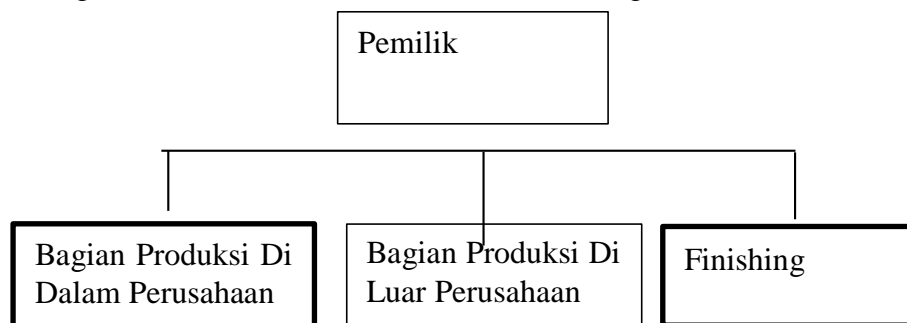 Pemilik
Bagian Produksi Di
Dalam Perusahaan
Bagian Produksi Di
Luar Perusahaan
Finishing